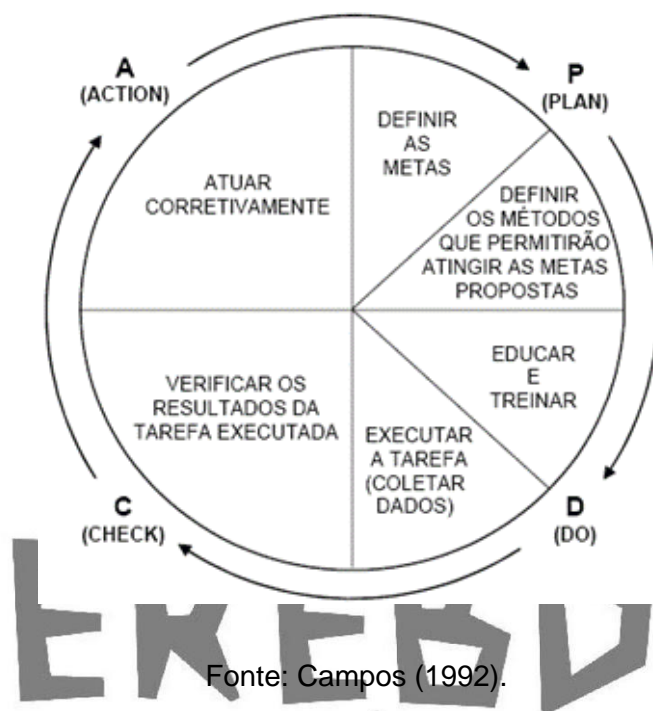 A
(ACTION)
P
(PLAN)
DEFINIR
AS
METAS
ATUAR
CORRETIVAMENTE
DEFINIR
OS MÉTODOS
QUE PERMITIRÃO
ATINGIR AS METAS
PROPOSTAS
EDUCAR
E
TREINAR
VERIFICAR OS
RESULTADOS DA
TAREFA EXECUTADA
EXECUTAR
A TAREFA
(COLETAR
DADOS)
C
(CHECK)
D
(DO)
EREBD
Fonte: Campos (1992).